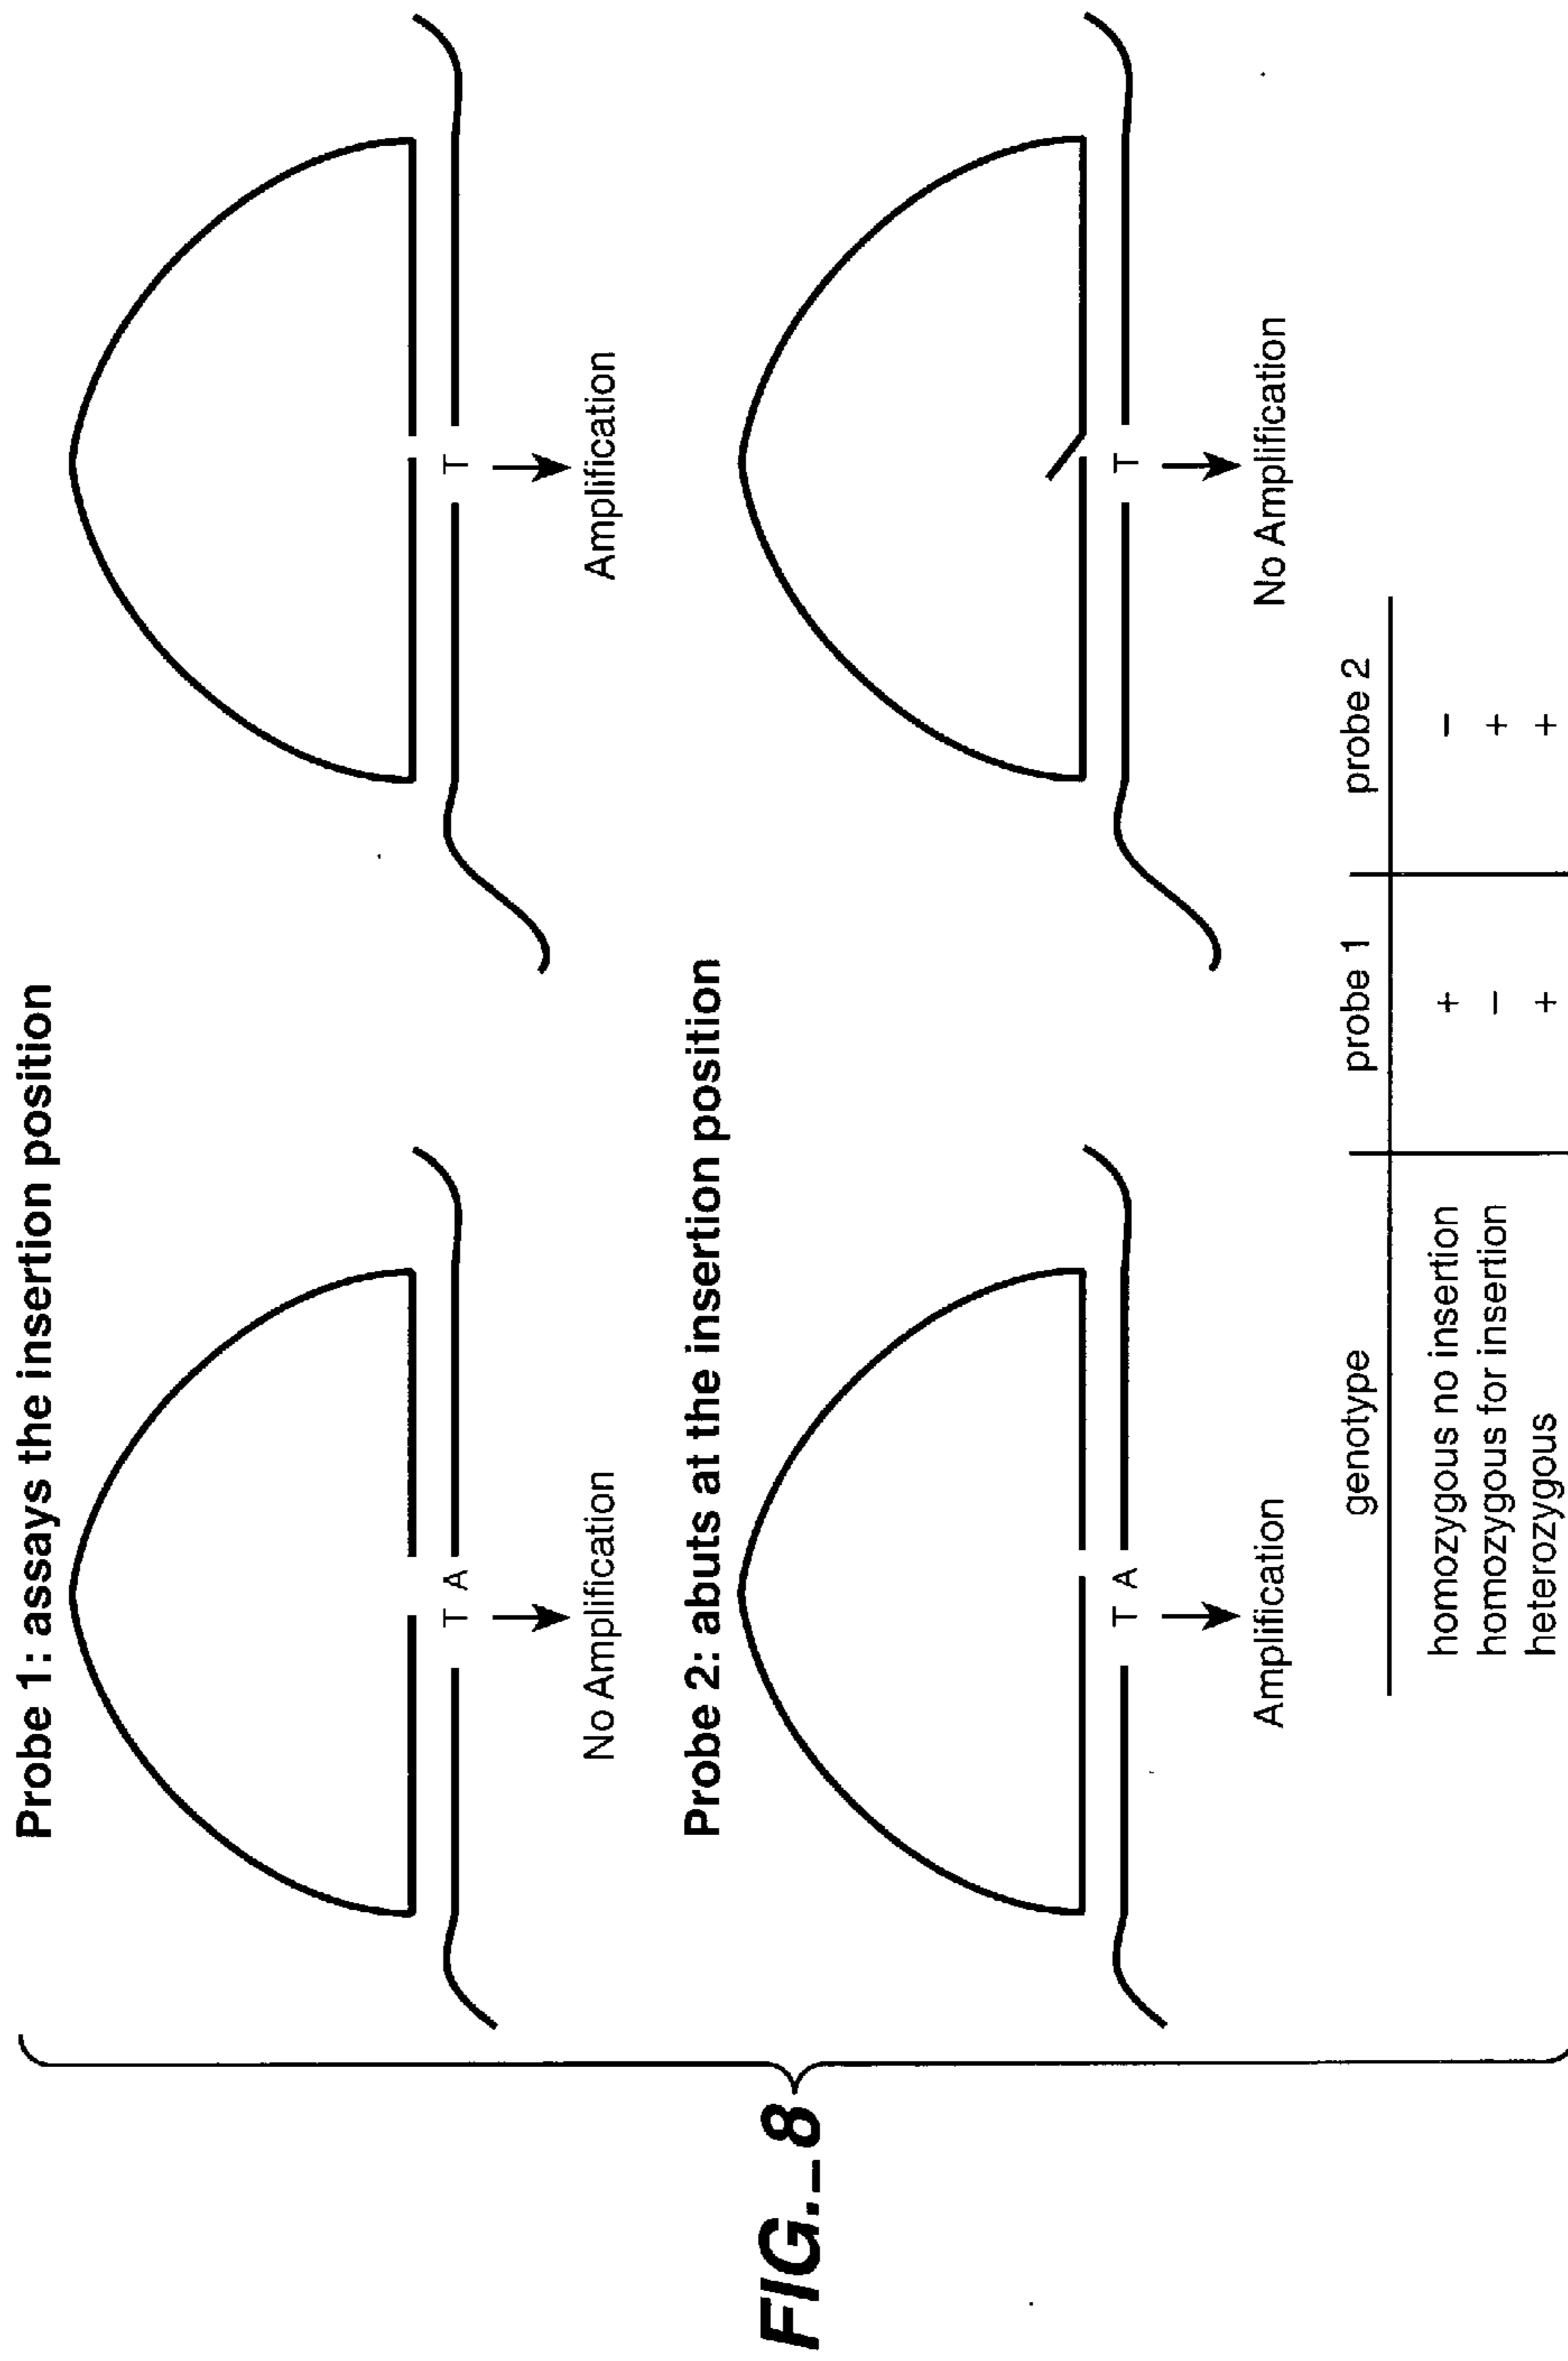 Probe 1: assays the insertion position
T A
T
No Amplification
Amplification
Probe 2: abuts at the insertion position
T A
T
Amplification
No Amplification
genotype probe 1 probe 2
homozygous no insertion + −
homozygous for insertion − +
heterozygous + +
FIG._8